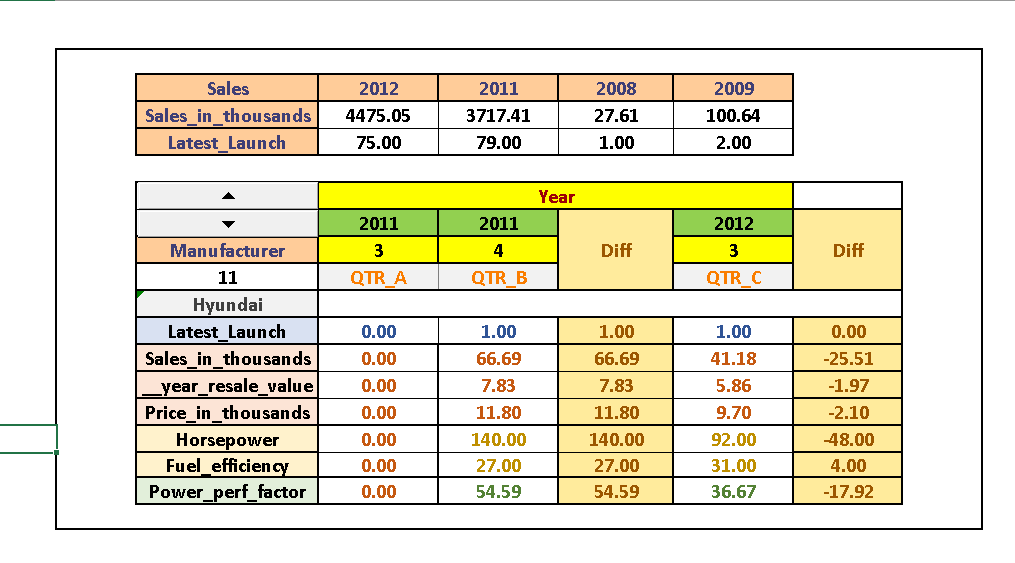 Sales 2012 2011 2008 2009
Sales_in_thousands 4475.05 3717.41 27.61 100.64
Latest_Launch 75.00 79.00 1.00 2.00
Year
2011 2011 2012
Manufacturer 3 4 Diff 3 Diff
11 QTR_A QTR_B QTR_C
Hyundai
Latest_Launch 0.00 1.00 1.00 1.00 0.00
Sales_in_thousands 0.00 66.69 66.69 41.18 -25.51
__year_resale_value 0.00 7.83 7.83 5.86 -1.97
Price_in_thousands 0.00 11.80 11.80 9.70 -2.10
Horsepower 0.00 140.00 140.00 92.00 -48.00
Fuel_efficiency 0.00 27.00 27.00 31.00 4.00
Power_perf_factor 0.00 54.59 54.59 36.67 -17.92